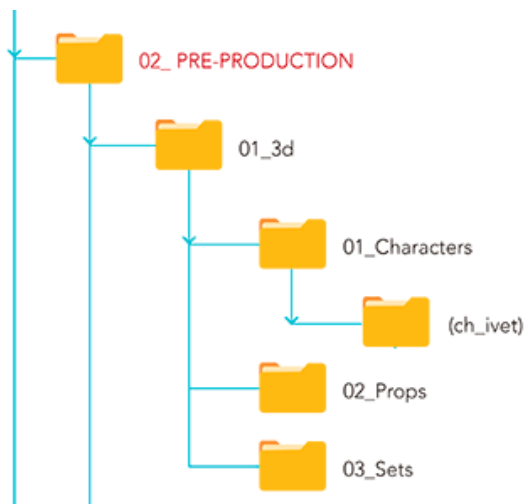 02_ PRE-PRODUCTION
01_3d
01_Characters
(ch_ivet)
02_Props
03_Sets